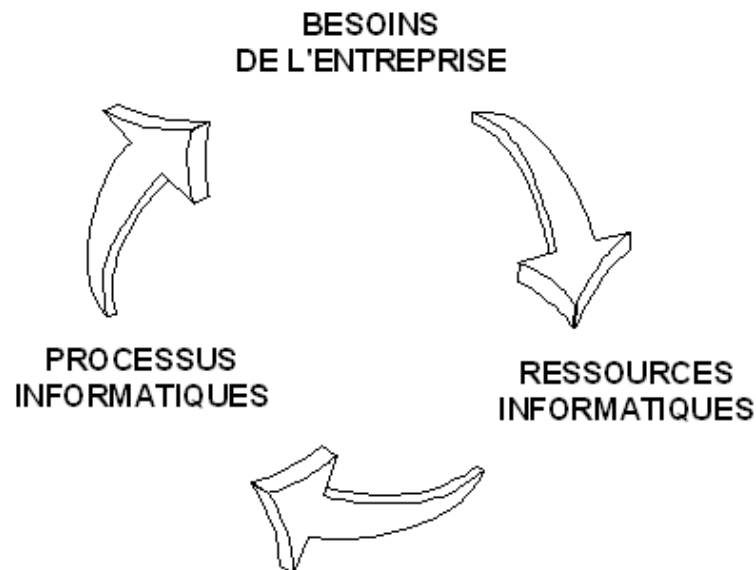 BESOINS
DE L'ENTREPRISE
PROCESSUS
INFORMATIQUES
RESSOURCES
INFORMATIQUES